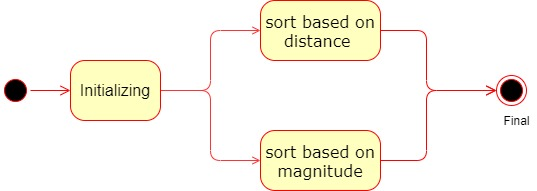 sort based on
distance
Initializing
sort based on
magnitude
Final